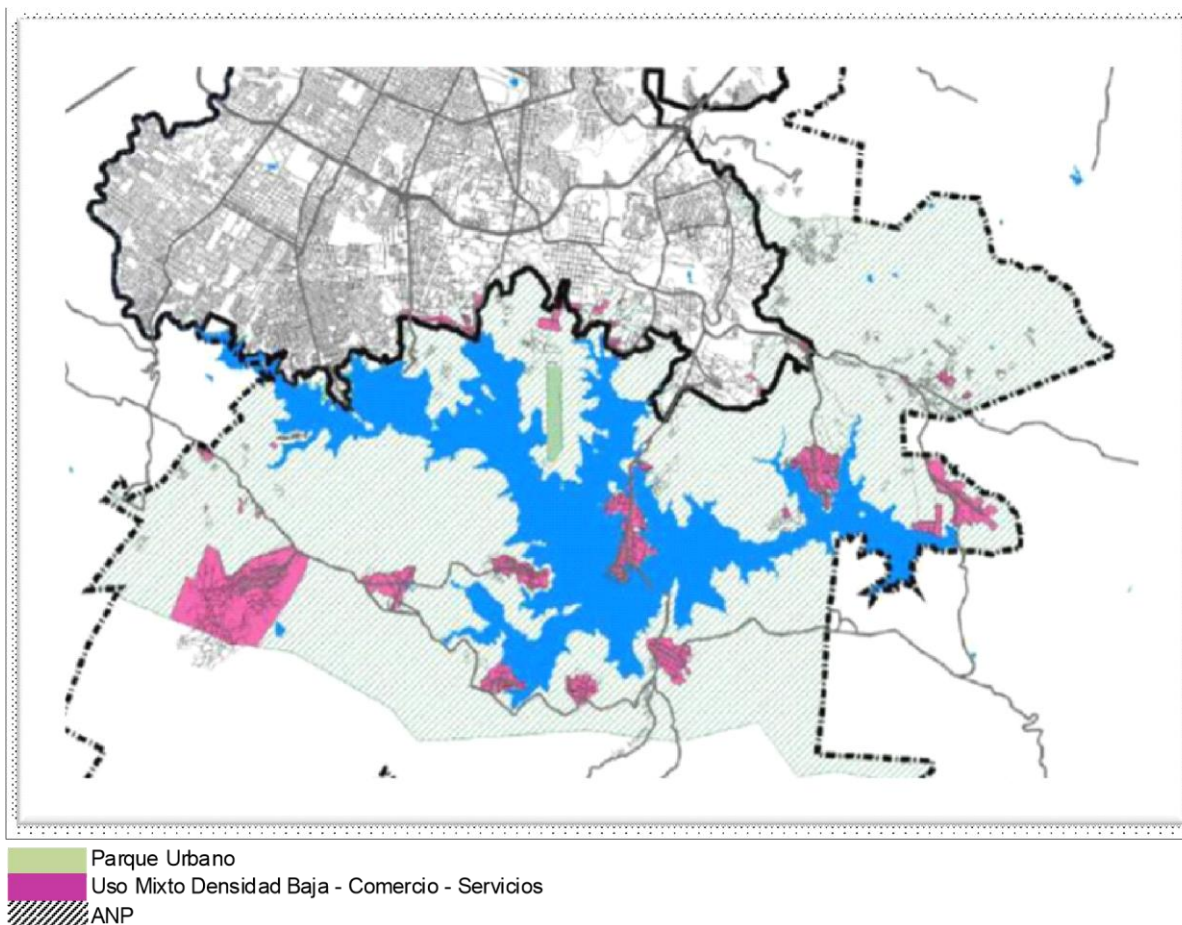 Parque Urbano
Uso Mixto Densidad Baja - Comercio - Servicios
ANP